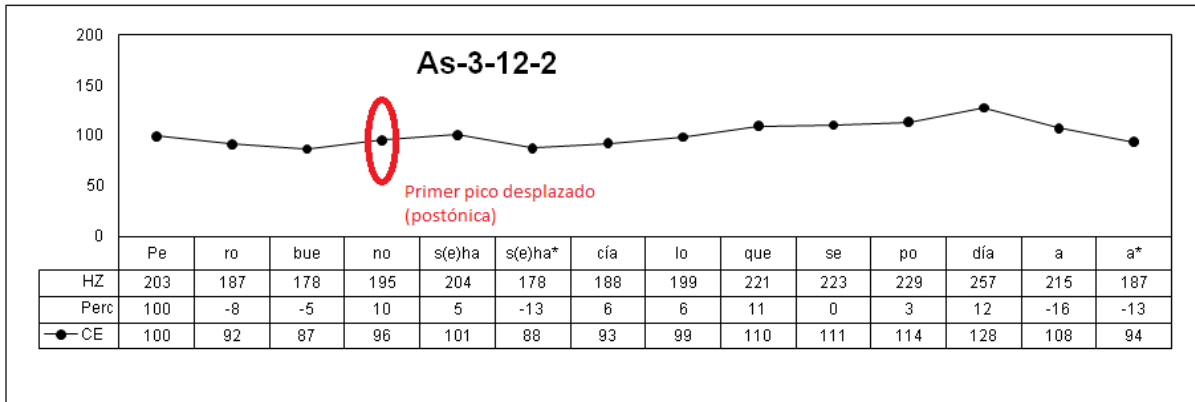 As-3-12-2
200
150
100
50
0
Primer pico desplazado
(postónica)
Pe ro bue no s(e)ha s(e)ha* cía lo que se po día a a*
HZ 203 187 178 195 204 178 188 199 221 223 229 257 215 187
Perc 100 -8 -5 10 5 -13 6 6 11 0 3 12 -16 -13
CE 100 92 87 96 101 88 93 99 110 111 114 128 108 94